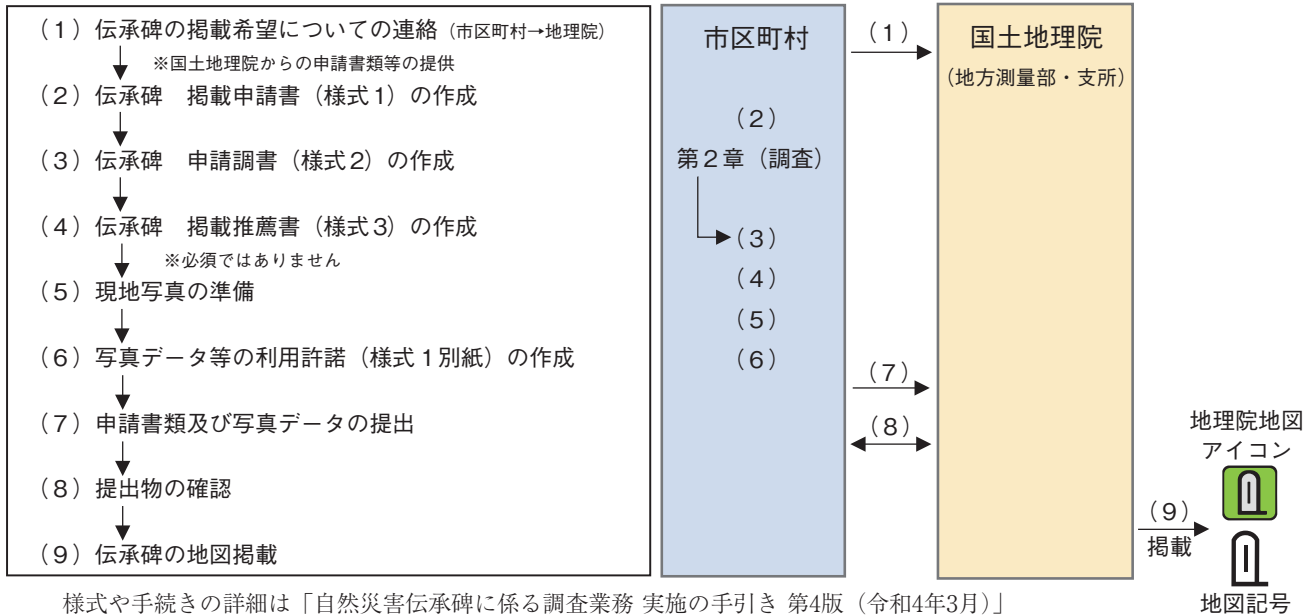 （１）伝承碑の掲載希望についての連絡（市区町村→地理院）
※国土地理院からの申請書類等の提供
（２）伝承碑　掲載申請書（様式１）の作成
（３）伝承碑　申請調書（様式２）の作成
（４）伝承碑　掲載推薦書（様式３）の作成
※必須ではありません
（５）現地写真の準備
（６）写真データ等の利用許諾（様式１別紙）の作成
（７）申請書類及び写真データの提出
（８）提出物の確認
（９）伝承碑の地図掲載
市区町村
（２）
第２章（調査）
（３）
（４）
（５）
（６）
（１）
（７）
（８）
国土地理院
（地方測量部・支所）
（９）
掲載
地理院地図
アイコン
地図記号
様式や手続きの詳細は「自然災害伝承碑に係る調査業務 実施の手引き 第4版（令和4年3月）」